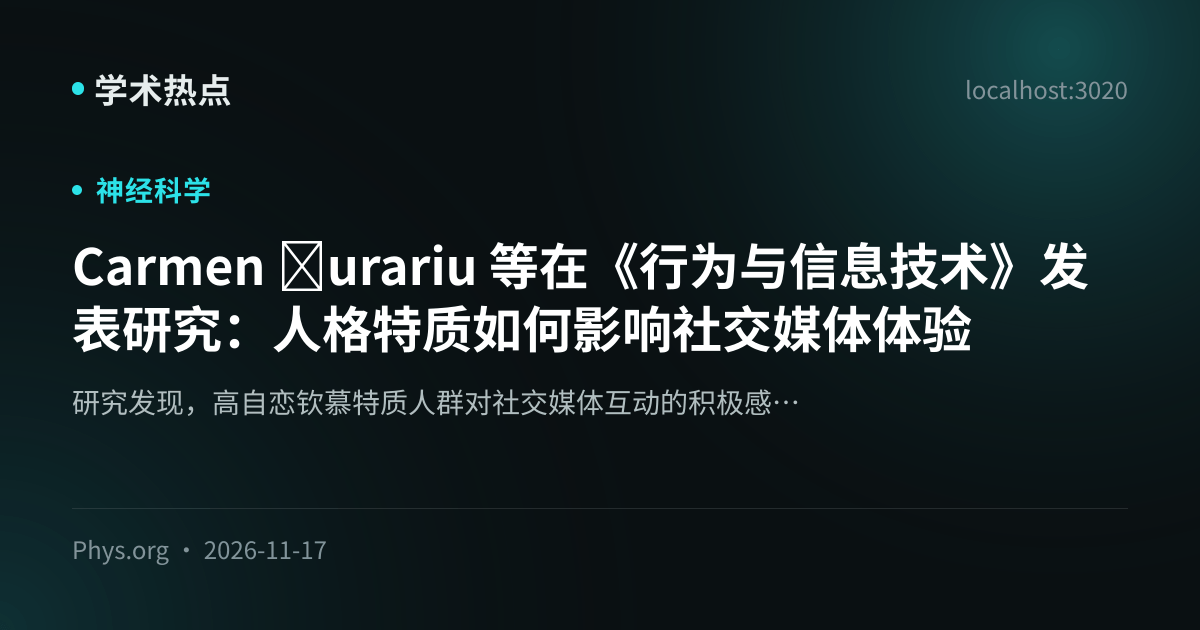 学术热点
localhost:3020
神经科学
Carmen urariu 等在《行为与信息技术》发
表研究：人格特质如何影响社交媒体体验
研究发现，高自恋钦慕特质人群对社交媒体互动的积极感…
Phys.org • 2026-11-17